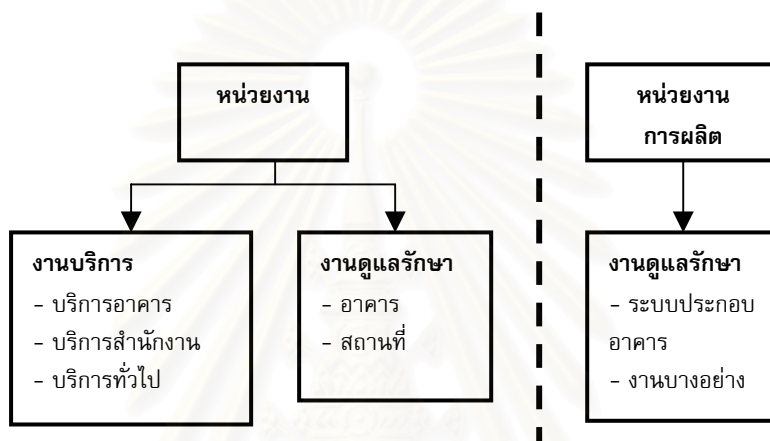 หน่วยงาน
หน่วยงาน
การผลิต
งานบริการ
- บริการอาคาร
- บริการสำนักงาน
- บริการทั่วไป
งานดูแลรักษา
- อาคาร
- สถานที่
งานดูแลรักษา
- ระบบประกอบ
อาคาร
- งานบางอย่าง